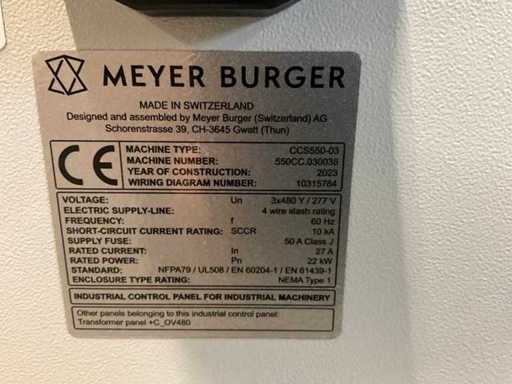 MEYER BURGER
MADE IN SWITZERLAND
Designed and assembled by Meyer Burger (Switzerland) AG
Schorenstrasse 39, CH-3645 Gwatt (Thun)
CE
MACHINE TYPE: CCS550-03
MACHINE NUMBER: 550CC.030036
YEAR OF CONSTRUCTION: 2023
WIRING DIAGRAM NUMBER: 10315784
VOLTAGE: Un 3x480 Y / 277 V
ELECTRIC SUPPLY-LINE: 4 wire slash rating
FREQUENCY: f 60 Hz
SHORT-CIRCUIT CURRENT RATING: SCCR 10 kA
SUPPLY FUSE: 50 A Class J
RATED CURRENT: In 27 A
RATED POWER: Pn 22 kW
STANDARD: NFPA79 / UL508 / EN 60204-1 / EN 61439-1
ENCLOSURE TYPE RATING: NEMA Type 1
INDUSTRIAL CONTROL PANEL FOR INDUSTRIAL MACHINERY
Other panels belonging to this industrial control panel:
Transformer panel +C_OV480